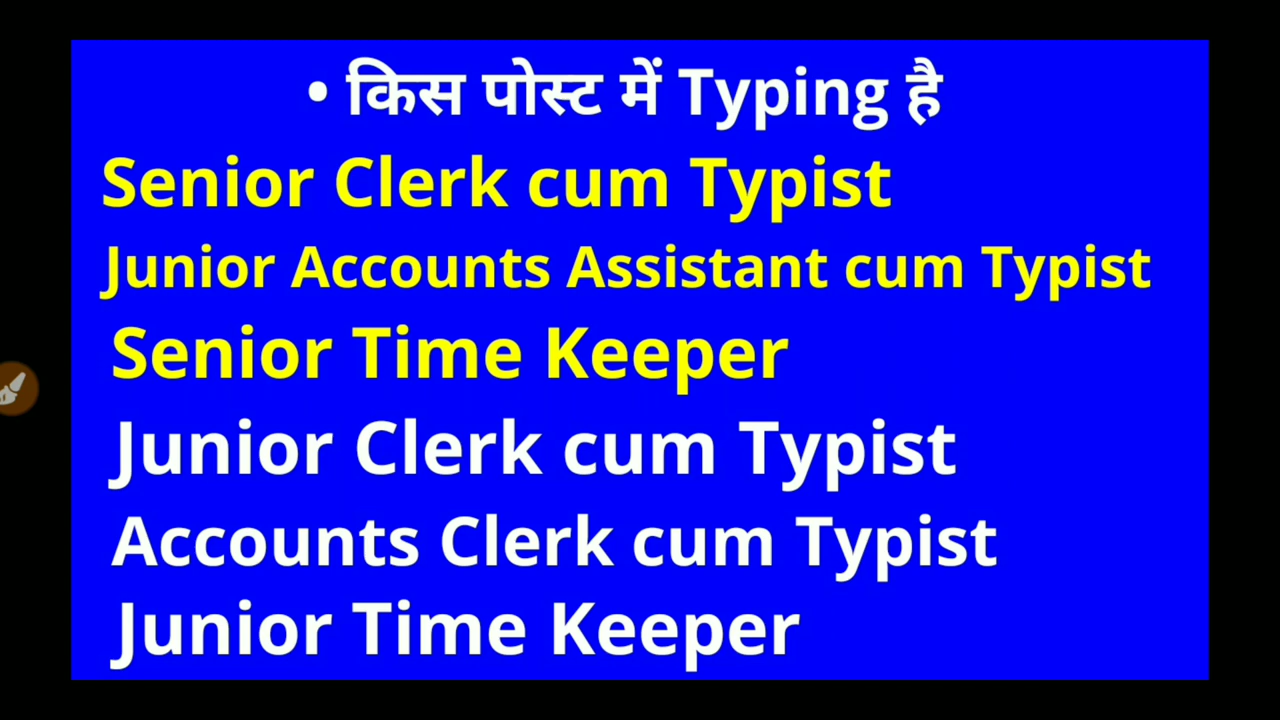 • किस पोस्ट में Typing है
Senior Clerk cum Typist
Junior Accounts Assistant cum Typist
Senior Time Keeper
Junior Clerk cum Typist
Accounts Clerk cum Typist
Junior Time Keeper